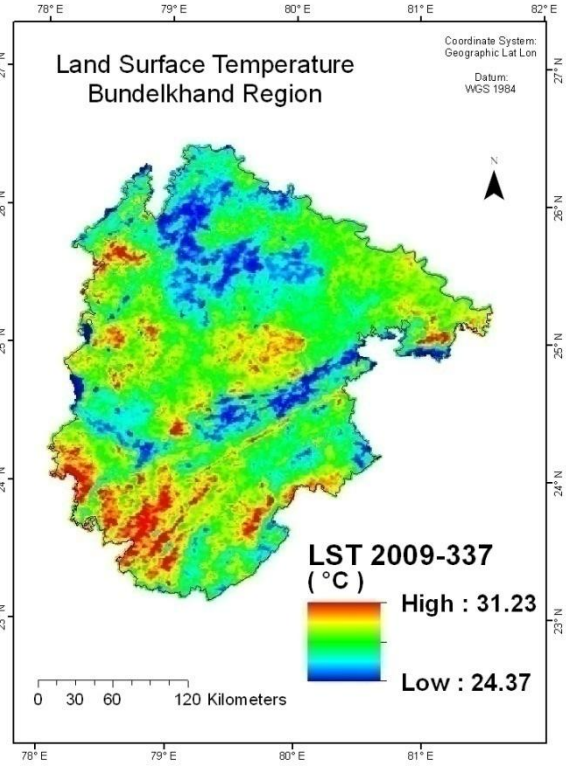 78° E 79° E 80° E 81° E 82° E
Coordinate System:
Geographic Lat Lon
Datum:
WGS 1984
Land Surface Temperature
Bundelkhand Region
27° N
26° N
25° N
24° N
23° N
N
27° N
26° N
25° N
24° N
23° N
LST 2009-337
( °C )
High : 31.23
Low : 24.37
0 30 60 120 Kilometers
78° E 79° E 80° E 81° E